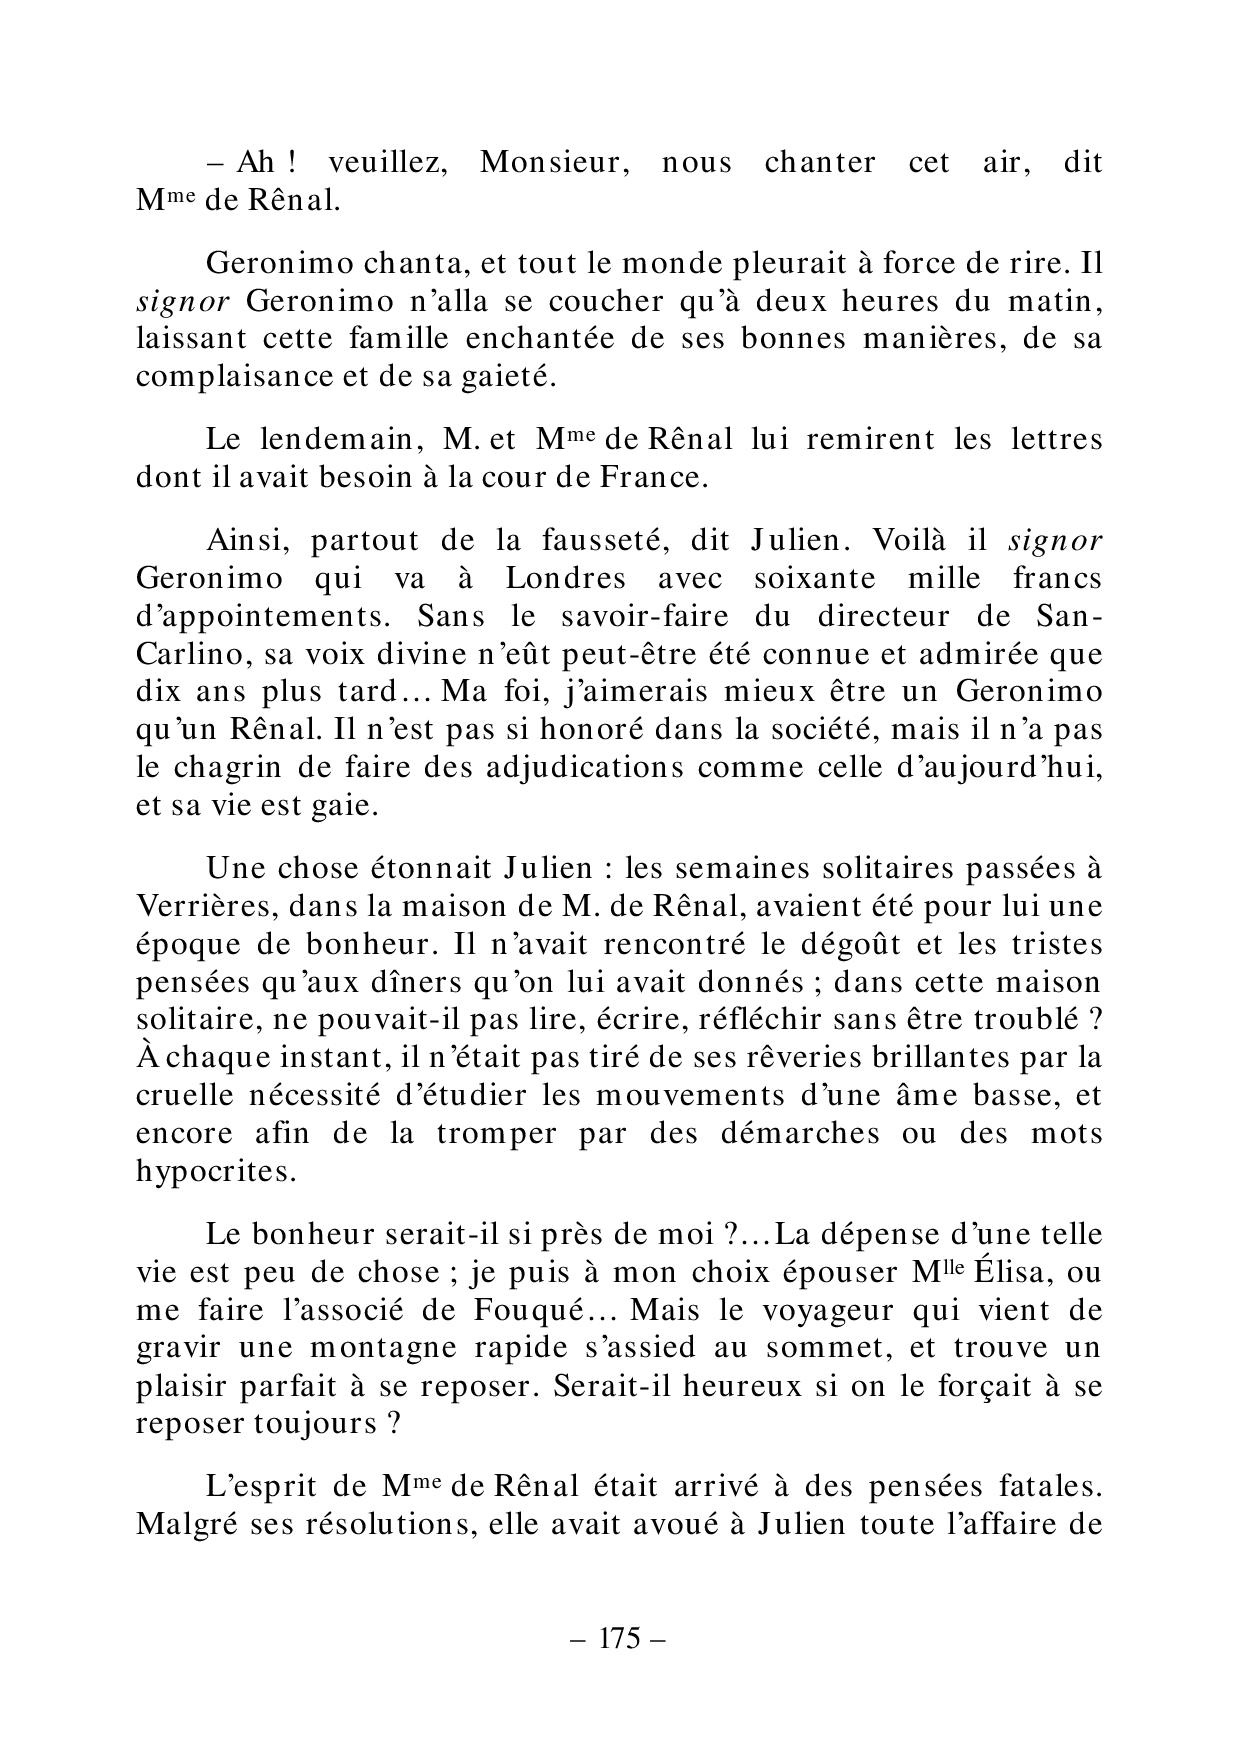 – Ah ! veuillez, Monsieur, nous chanter cet air, dit
Mme de Rênal.
Geronimo chanta, et tout le monde pleurait à force de rire. Il
signor Geronimo n’alla se coucher qu’à deux heures du matin,
laissant cette famille enchantée de ses bonnes manières, de sa
complaisance et de sa gaieté.
Le lendemain, M. et Mme de Rênal lui remirent les lettres
dont il avait besoin à la cour de France.
Ainsi, partout de la fausseté, dit Julien. Voilà il signor
Geronimo qui va à Londres avec soixante mille francs
d’appointements. Sans le savoir-faire du directeur de San-
Carlino, sa voix divine n’eût peut-être été connue et admirée que
dix ans plus tard… Ma foi, j’aimerais mieux être un Geronimo
qu’un Rênal. Il n’est pas si honoré dans la société, mais il n’a pas
le chagrin de faire des adjudications comme celle d’aujourd’hui,
et sa vie est gaie.
Une chose étonnait Julien : les semaines solitaires passées à
Verrières, dans la maison de M. de Rênal, avaient été pour lui une
époque de bonheur. Il n’avait rencontré le dégoût et les tristes
pensées qu’aux dîners qu’on lui avait donnés ; dans cette maison
solitaire, ne pouvait-il pas lire, écrire, réfléchir sans être troublé ?
À chaque instant, il n’était pas tiré de ses rêveries brillantes par la
cruelle nécessité d’étudier les mouvements d’une âme basse, et
encore afin de la tromper par des démarches ou des mots
hypocrites.
Le bonheur serait-il si près de moi ?… La dépense d’une telle
vie est peu de chose ; je puis à mon choix épouser Mlle Élisa, ou
me faire l’associé de Fouqué… Mais le voyageur qui vient de
gravir une montagne rapide s’assied au sommet, et trouve un
plaisir parfait à se reposer. Serait-il heureux si on le forçait à se
reposer toujours ?
L’esprit de Mme de Rênal était arrivé à des pensées fatales.
Malgré ses résolutions, elle avait avoué à Julien toute l’affaire de
– 175 –